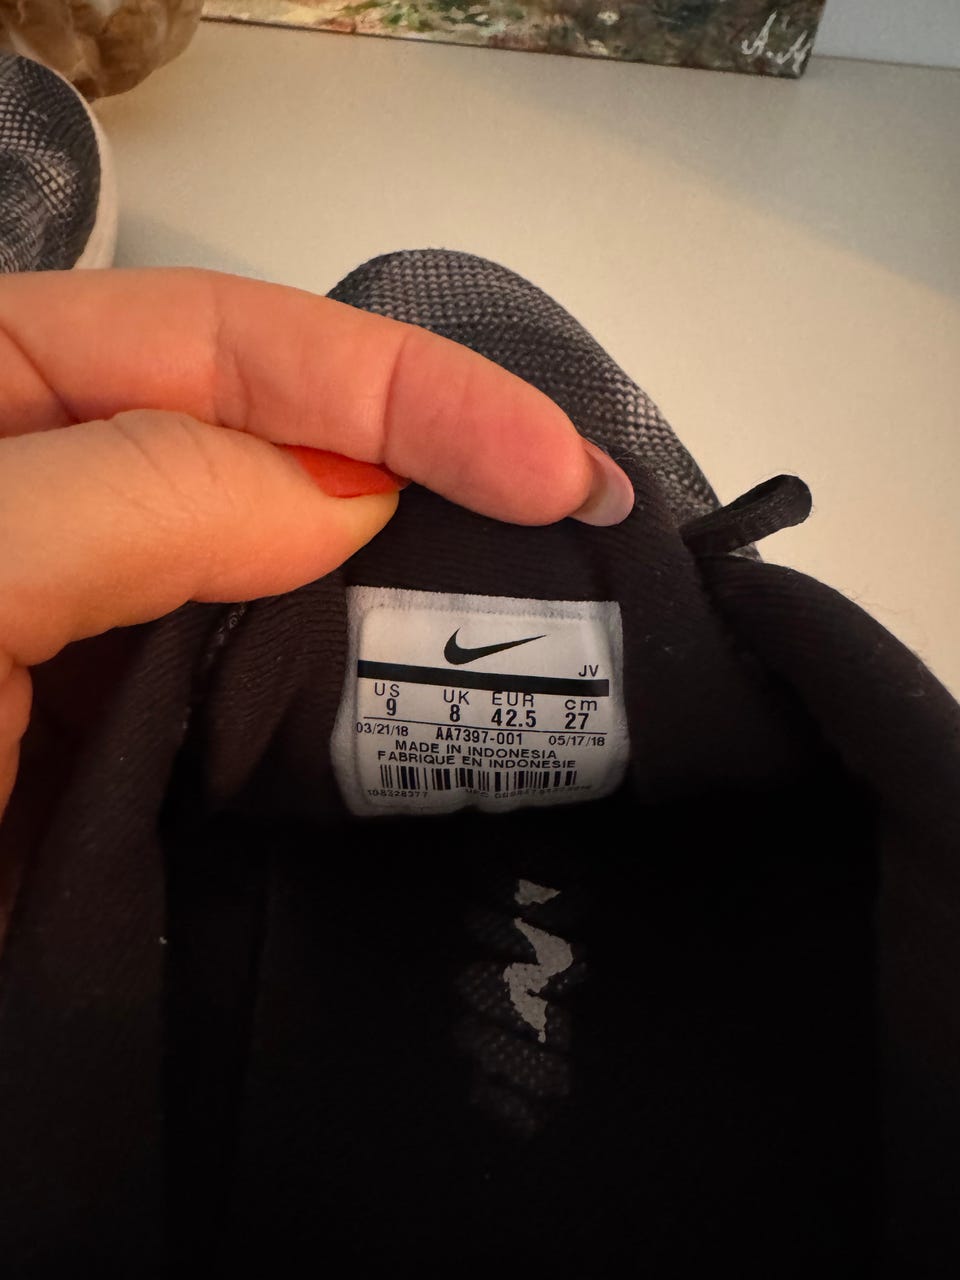 A.M
JV
US UK EUR cm
9 8 42.5 27
03/21/18 AA7397-001 05/17/18
MADE IN INDONESIA
FABRIQUE EN INDONESIE
UPC